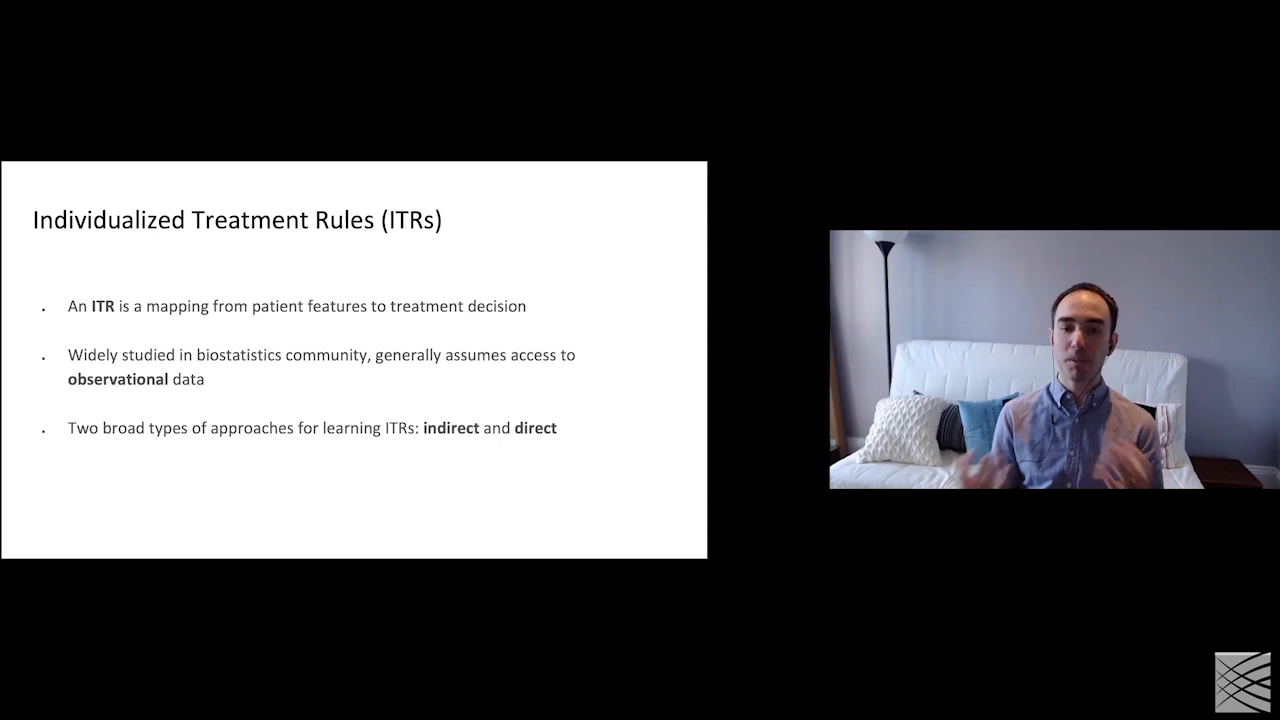 Individualized Treatment Rules (ITRs)
An ITR is a mapping from patient features to treatment decision
Widely studied in biostatistics community, generally assumes access to
observational data
Two broad types of approaches for learning ITRs: indirect and direct